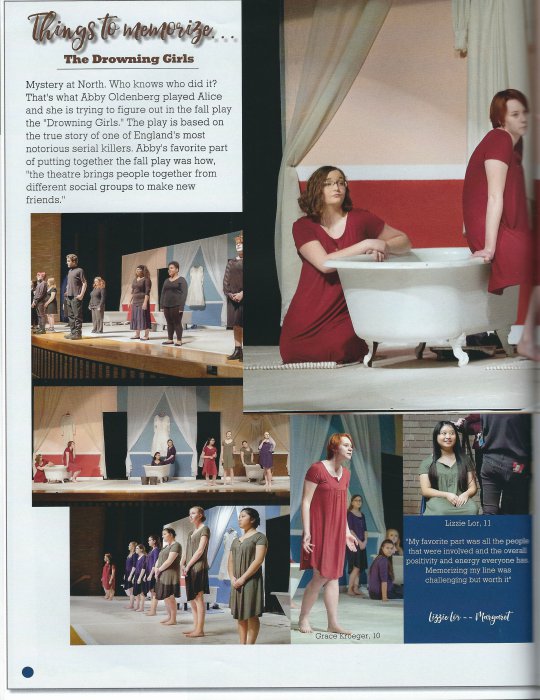 Things to memorize. . .
The Drowning Girls
Mystery at North. Who knows who did it?
That's what Abby Oldenberg played Alice
and she is trying to figure out in the fall play
the "Drowning Girls." The play is based on
the true story of one of England's most
notorious serial killers. Abby's favorite part
of putting together the fall play was how,
"the theatre brings people together from
different social groups to make new
friends."
Lizzie Lor, 11
"My favorite part was all the people
that were involved and the overall
positivity and energy everyone has.
Memorizing my line was
challenging but worth it"
Lizzie Lor -- Margaret
Grace Kroeger, 10